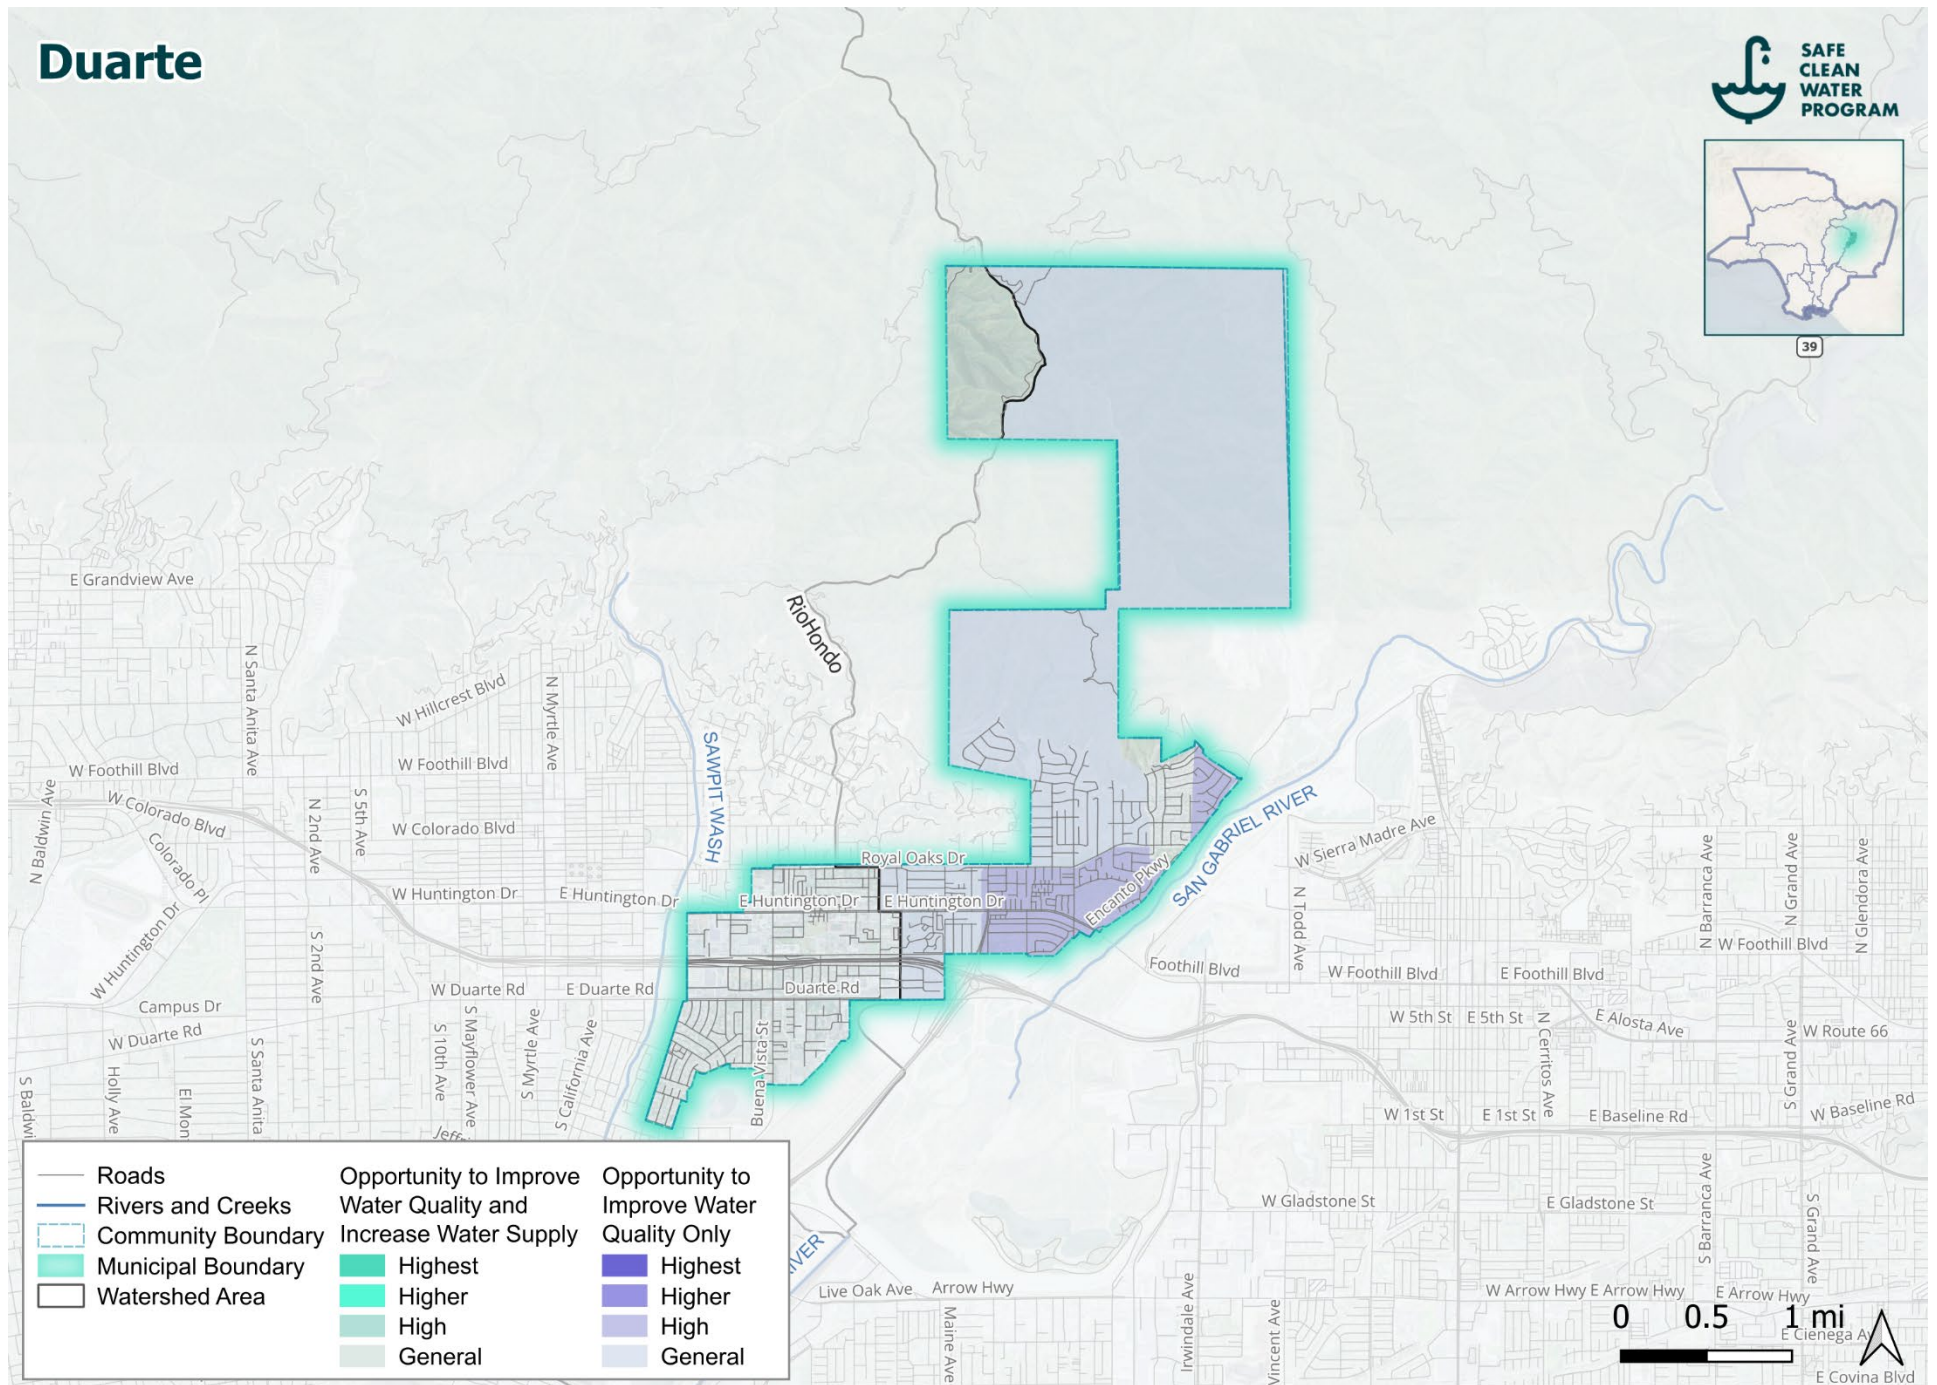 Duarte
SAFE
CLEAN
WATER
PROGRAM
39
E Grandview Ave
RioHondo
N Santa Anita Ave
W Hillcrest Blvd
N Myrtle Ave
SAWPIT WASH
W Foothill Blvd
W Foothill Blvd
N Baldwin Ave
W Colorado Blvd
N 2nd Ave
S 5th Ave
W Colorado Blvd
Colorado Pl
SAN GABRIEL RIVER
W Sierra Madre Ave
N Barranca Ave
N Grand Ave
N Glendora Ave
Royal Oaks Dr
W Huntington Dr
E Huntington Dr
E Huntington Dr
E Huntington Dr
Encanto Pkwy
N Todd Ave
W Huntington Dr
S 2nd Ave
W Foothill Blvd
Foothill Blvd
W Foothill Blvd
E Foothill Blvd
W Duarte Rd
E Duarte Rd
Duarte Rd
Campus Dr
W Duarte Rd
S 10th Ave
S Mayflower Ave
S Myrtle Ave
S California Ave
Buena Vista St
W 5th St
E 5th St
N Cerritos Ave
E Alosta Ave
S Grand Ave
W Route 66
S Baldwi
Holly Ave
El Mon
S Santa Anita
Jeffr
W 1st St
E 1st St
E Baseline Rd
W Baseline Rd
W Gladstone St
E Gladstone St
S Barranca Ave
S Grand Ave
IVER
Live Oak Ave
Arrow Hwy
Maine Ave
Irwindale Ave
Vincent Ave
W Arrow Hwy
E Arrow Hwy
E Arrow Hwy
E Cienega Av
E Covina Blvd
Roads
Rivers and Creeks
Community Boundary
Municipal Boundary
Watershed Area
Opportunity to Improve
Water Quality and
Increase Water Supply
Highest
Higher
High
General
Opportunity to
Improve Water
Quality Only
Highest
Higher
High
General
0 0.5 1 mi